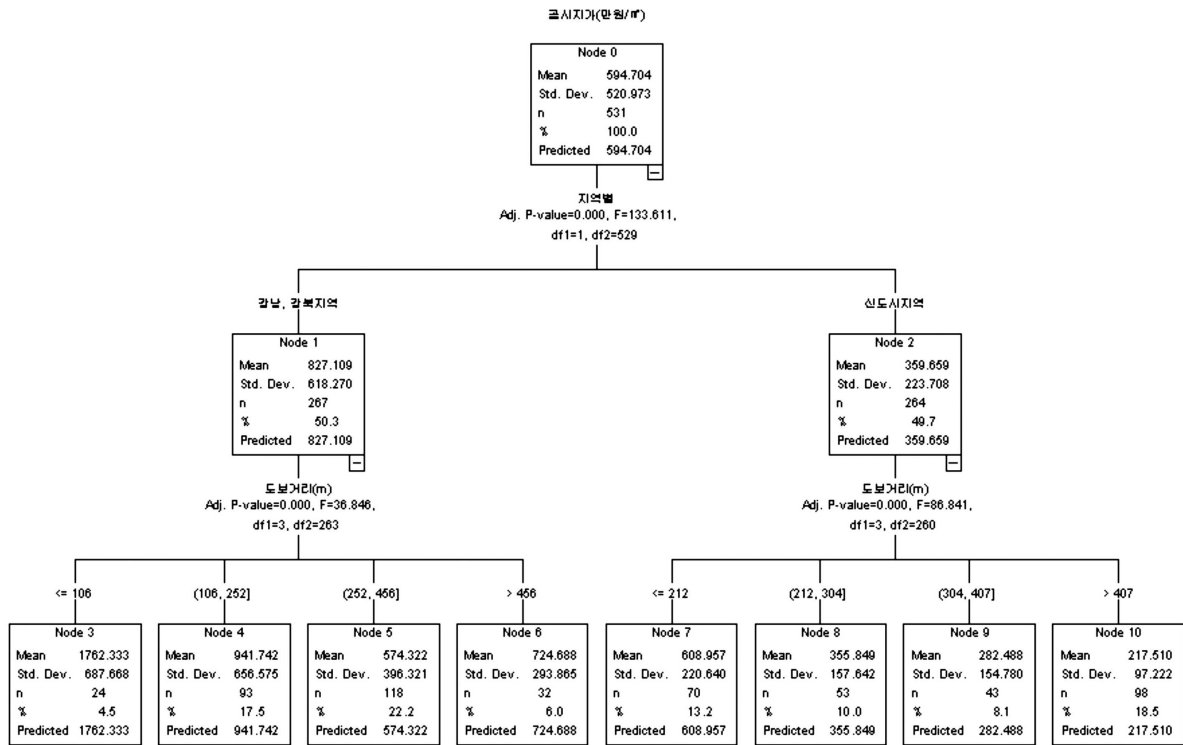 공시지가(만원/㎡)
Node 0
Mean 594.704
Std. Dev. 520.973
n 531
% 100.0
Predicted 594.704
지역별
Adj. P-value=0.000, F=133.611,
df1=1, df2=529
강남, 강북지역
신도시지역
Node 1
Mean 827.109
Std. Dev. 618.270
n 267
% 50.3
Predicted 827.109
Node 2
Mean 359.659
Std. Dev. 223.708
n 264
% 49.7
Predicted 359.659
도보거리(m)
Adj. P-value=0.000, F=36.846,
df1=3, df2=263
도보거리(m)
Adj. P-value=0.000, F=86.841,
df1=3, df2=260
<= 106
(106, 252]
(252, 456]
> 456
<= 212
(212, 304]
(304, 407]
> 407
Node 3
Mean 1762.333
Std. Dev. 687.668
n 24
% 4.5
Predicted 1762.333
Node 4
Mean 941.742
Std. Dev. 656.575
n 93
% 17.5
Predicted 941.742
Node 5
Mean 574.322
Std. Dev. 396.321
n 118
% 22.2
Predicted 574.322
Node 6
Mean 724.688
Std. Dev. 293.865
n 32
% 6.0
Predicted 724.688
Node 7
Mean 608.957
Std. Dev. 220.640
n 70
% 13.2
Predicted 608.957
Node 8
Mean 355.849
Std. Dev. 157.642
n 53
% 10.0
Predicted 355.849
Node 9
Mean 282.488
Std. Dev. 154.780
n 43
% 8.1
Predicted 282.488
Node 10
Mean 217.510
Std. Dev. 97.222
n 98
% 18.5
Predicted 217.510